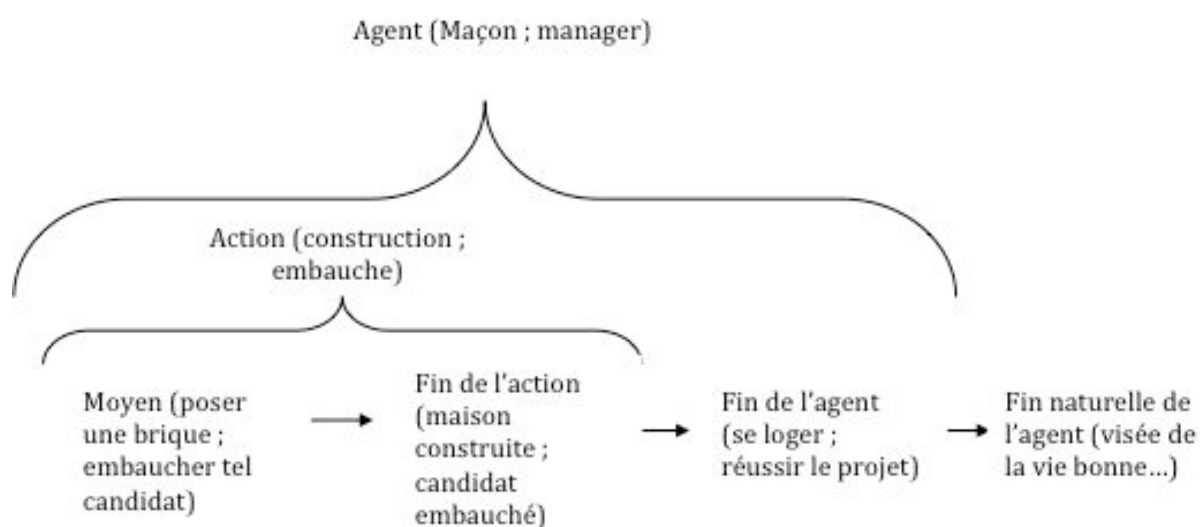 Agent (Maçon ; manager)
Action (construction ;
embauche)
Moyen (poser
une brique ;
embaucher tel
candidat)
Fin de l'action
(maison
construite ;
candidat
embauché)
Fin de l'agent
(se loger ;
réussir le projet)
Fin naturelle de
l'agent (visée de
la vie bonne…)